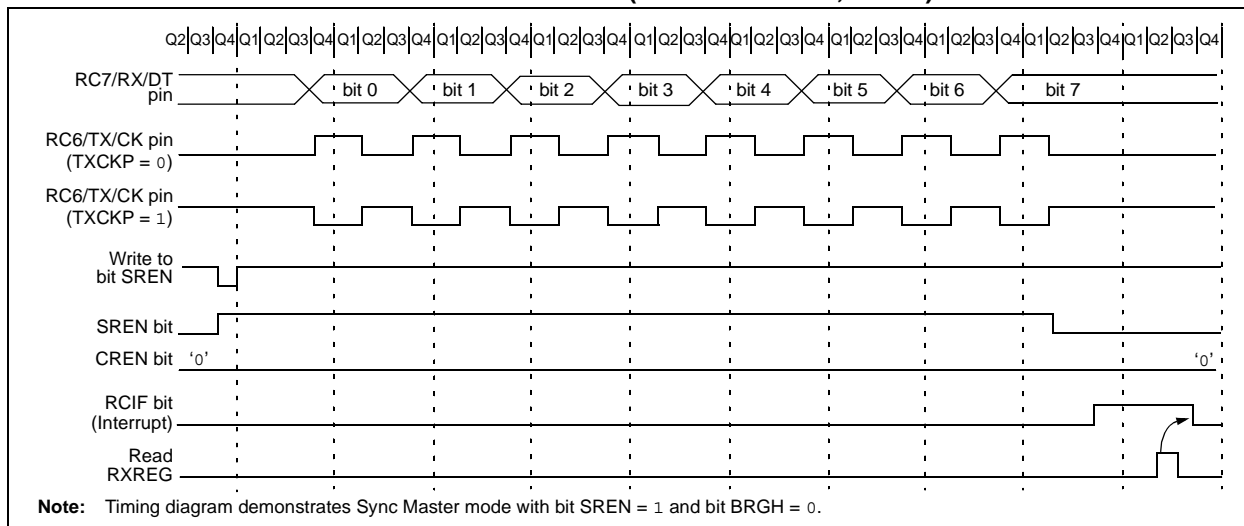 Q2|Q3|Q4|Q1|Q2|Q3|Q4|Q1|Q2|Q3|Q4|Q1|Q2|Q3|Q4|Q1|Q2|Q3|Q4|Q1|Q2|Q3|Q4|Q1|Q2|Q3|Q4|Q1|Q2|Q3|Q4|Q1|Q2|Q3|Q4|Q1|Q2|Q3|Q4|Q1|Q2|Q3|Q4
RC7/RX/DT
pin
bit 0 bit 1 bit 2 bit 3 bit 4 bit 5 bit 6 bit 7
RC6/TX/CK pin
(TXCKP = 0)
RC6/TX/CK pin
(TXCKP = 1)
Write to
bit SREN
SREN bit
CREN bit ‘0’ ‘0’
RCIF bit
(Interrupt)
Read
RXREG
Note: Timing diagram demonstrates Sync Master mode with bit SREN = 1 and bit BRGH = 0.